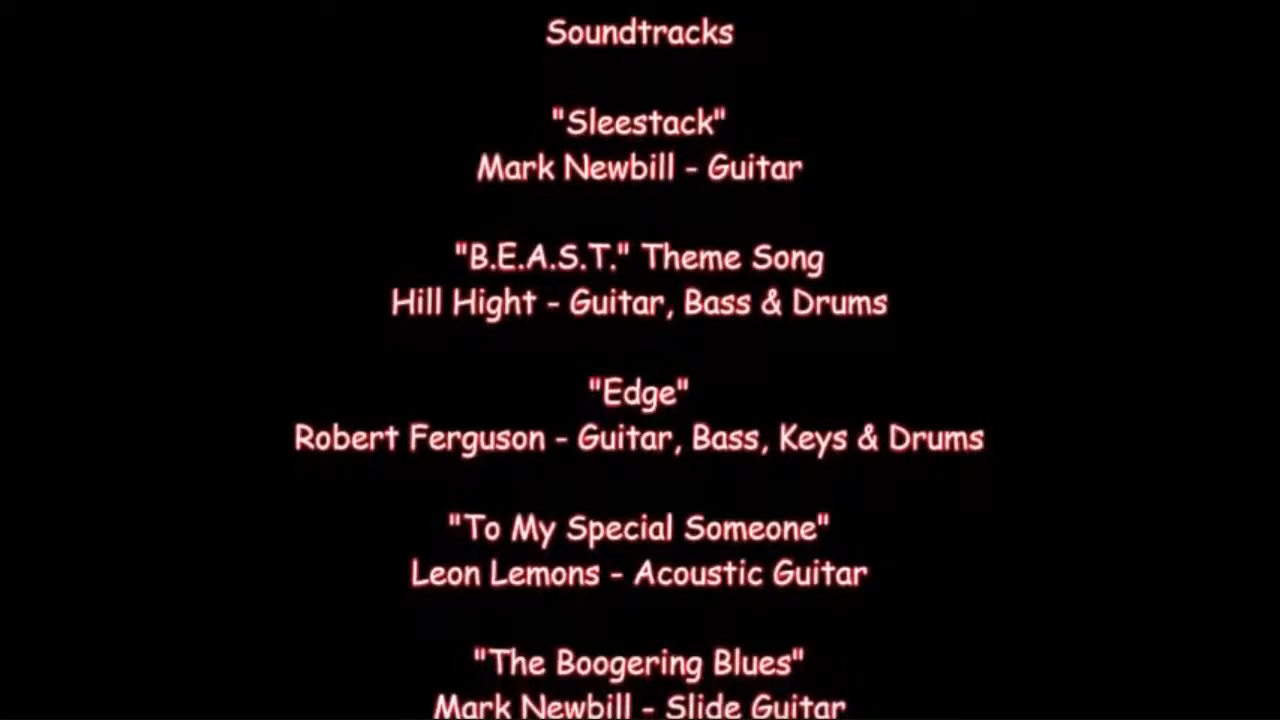 Soundtracks
"Sleestack"
Mark Newbill - Guitar
"B.E.A.S.T." Theme Song
Hill Hight - Guitar, Bass & Drums
"Edge"
Robert Ferguson - Guitar, Bass, Keys & Drums
"To My Special Someone"
Leon Lemons - Acoustic Guitar
"The Boogering Blues"
Mark Newbill - Slide Guitar